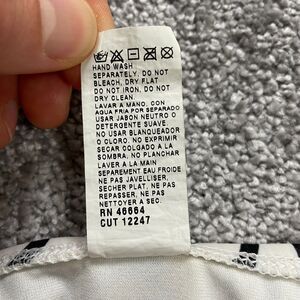 HAND WASH
SEPARATELY, DO NOT
BLEACH, DRY FLAT
DO NOT IRON, DO NOT
DRY CLEAN.
LAVAR A MANO, CON
AGUA FRIA POR SEPARADO
USAR JABON NEUTRO O
DETERGENTE SUAVE
NO USAR BLANQUEADOR
O CLORO, NO EXPRIMIR
SECAR COLGADO A LA
SOMBRA, NO PLANCHAR
LAVER A LA MAIN
SEPAREMENT EAU FROIDE
NE PAS JAVELLISER,
SECHER PLAT, NE PAS
REPASSER, NE PAS
NETTOYER A SEC.
RN 46664
CUT 12247